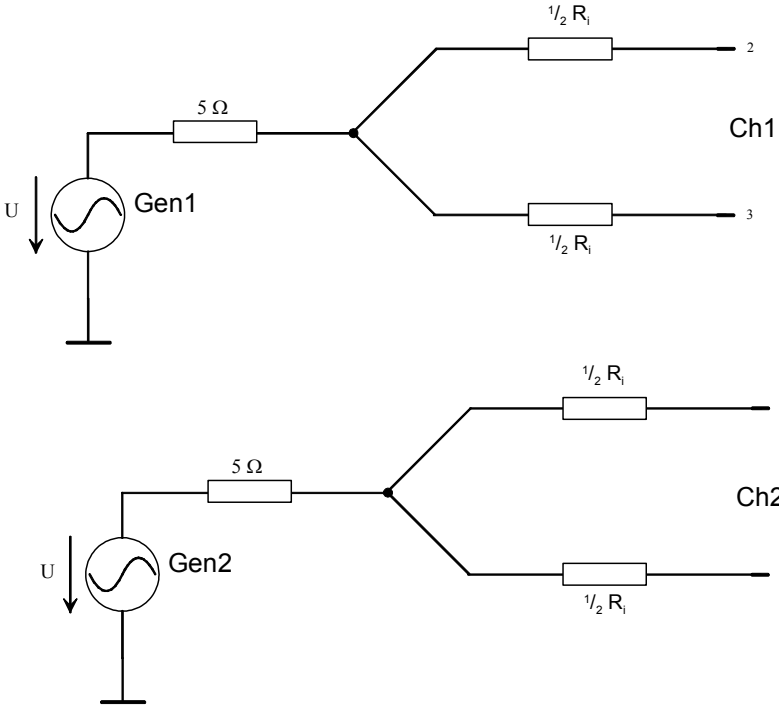 ½ Rᵢ
2
5 Ω
Ch1
U
Gen1
3
½ Rᵢ
½ Rᵢ
5 Ω
Ch2
U
Gen2
½ Rᵢ